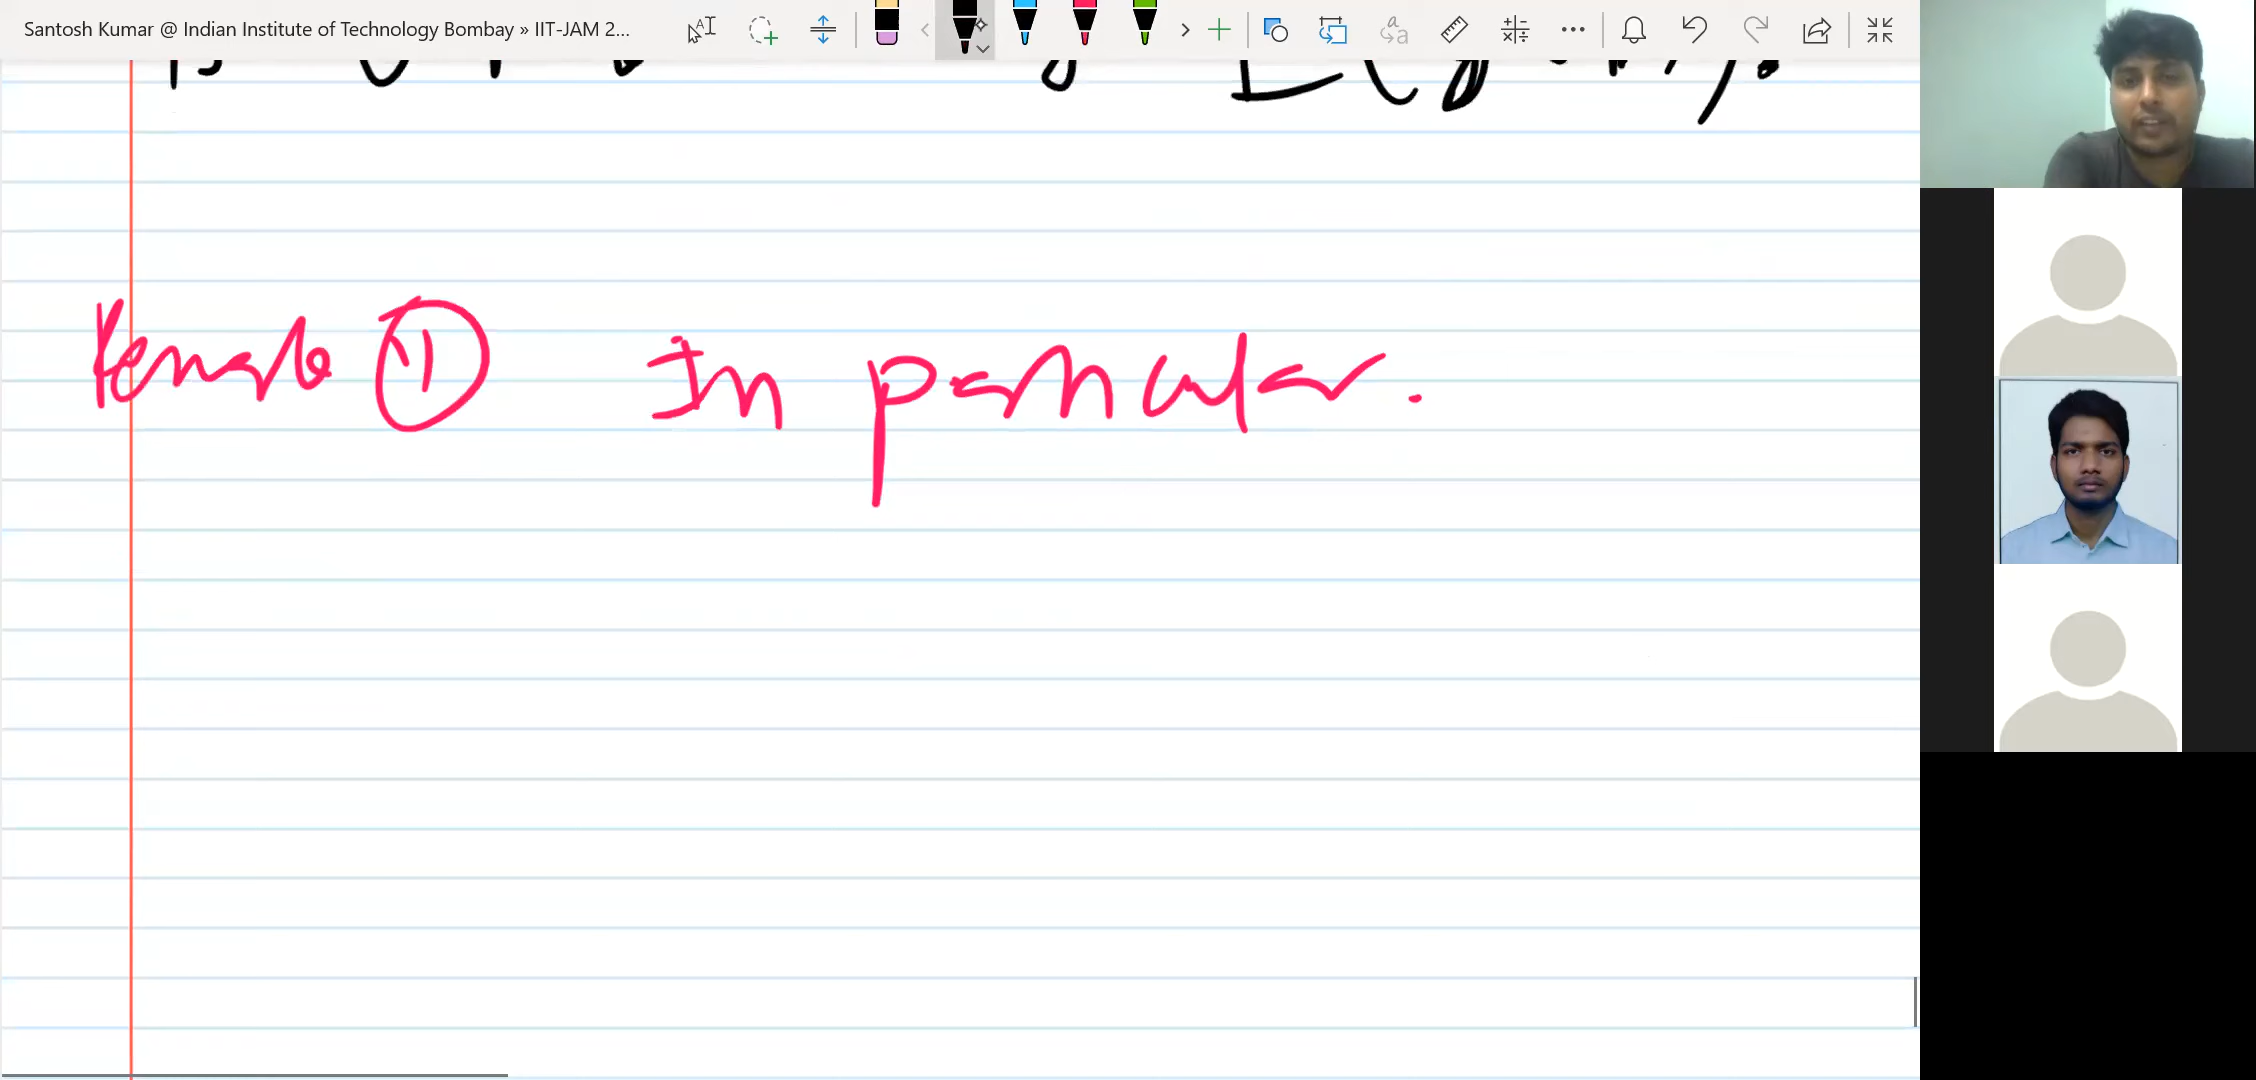 Santosh Kumar @ Indian Institute of Technology Bombay » IIT-JAM 2...
Remark ① In particular.